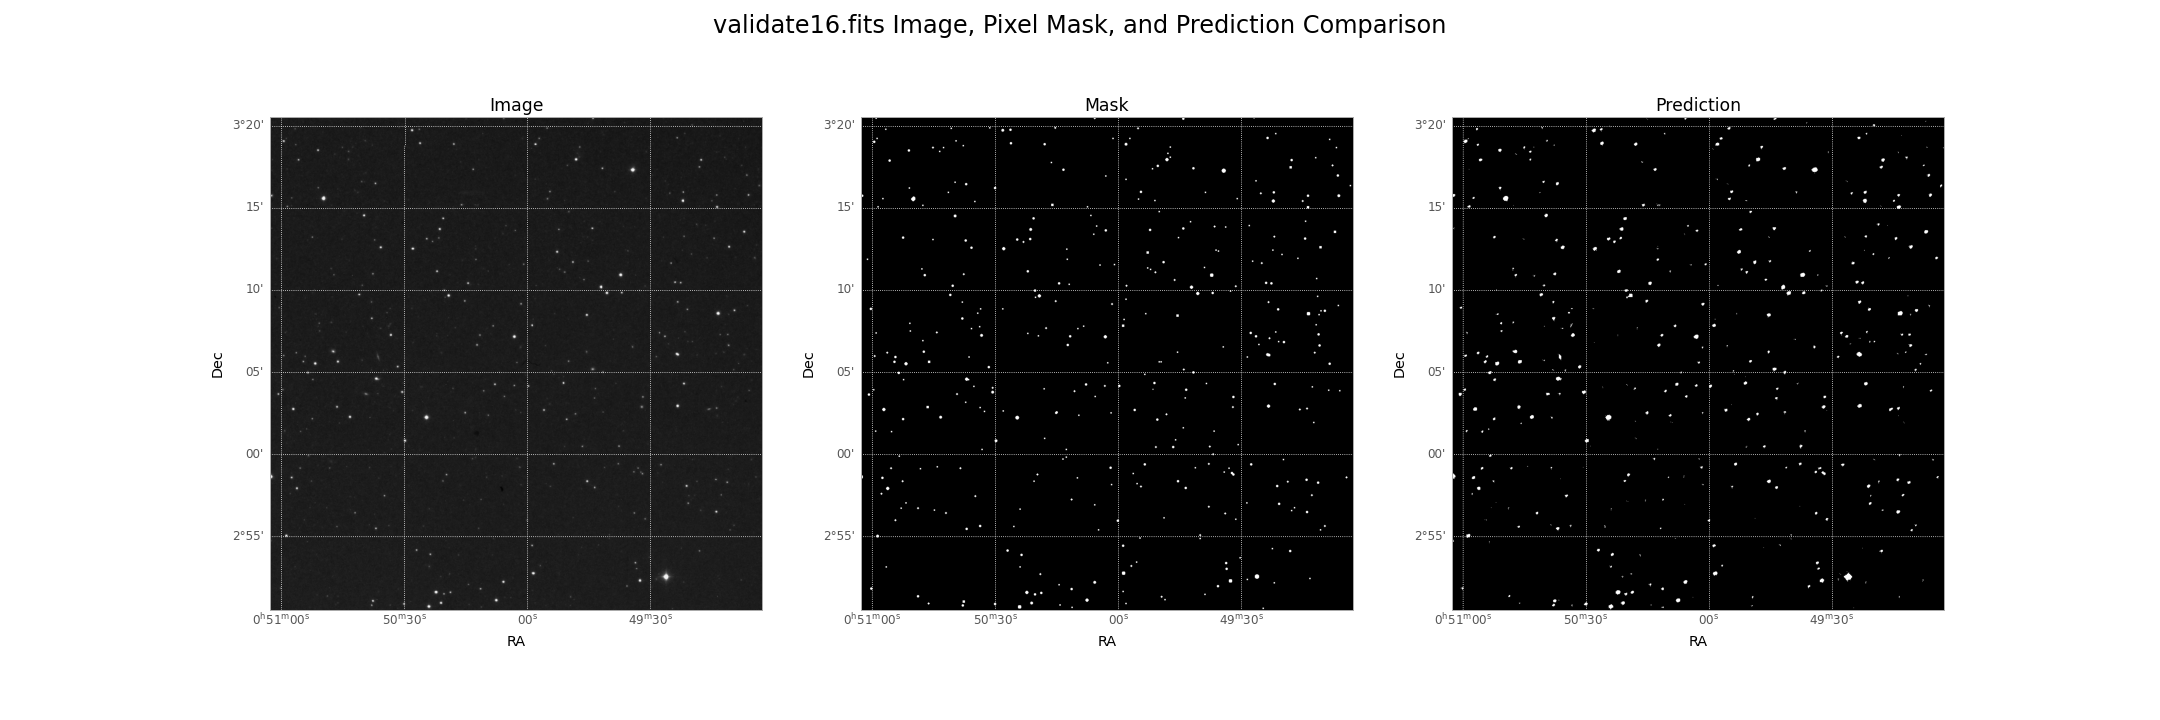 validate16.fits Image, Pixel Mask, and Prediction Comparison
Image
Mask
Prediction
3°20'
15'
10'
05'
00'
2°55'
Dec
0ʰ51ᵐ00ˢ
50ᵐ30ˢ
00ˢ
49ᵐ30ˢ
RA
3°20'
15'
10'
05'
00'
2°55'
Dec
0ʰ51ᵐ00ˢ
50ᵐ30ˢ
00ˢ
49ᵐ30ˢ
RA
3°20'
15'
10'
05'
00'
2°55'
Dec
0ʰ51ᵐ00ˢ
50ᵐ30ˢ
00ˢ
49ᵐ30ˢ
RA